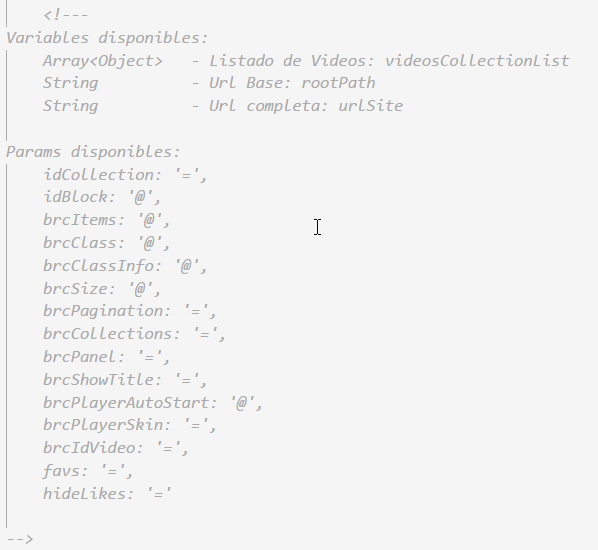 <!---
Variables disponibles:
Array<Object> - Listado de Videos: videosCollectionList
String - Url Base: rootPath
String - Url completa: urlSite
Params disponibles:
idCollection: '=',
idBlock: '@',
brcItems: '@',
brcClass: '@',
brcClassInfo: '@',
brcSize: '@',
brcPagination: '=',
brcCollections: '=',
brcPanel: '=',
brcShowTitle: '=',
brcPlayerAutoStart: '@',
brcPlayerSkin: '=',
brcIdVideo: '=',
favs: '=',
hideLikes: '='
-->